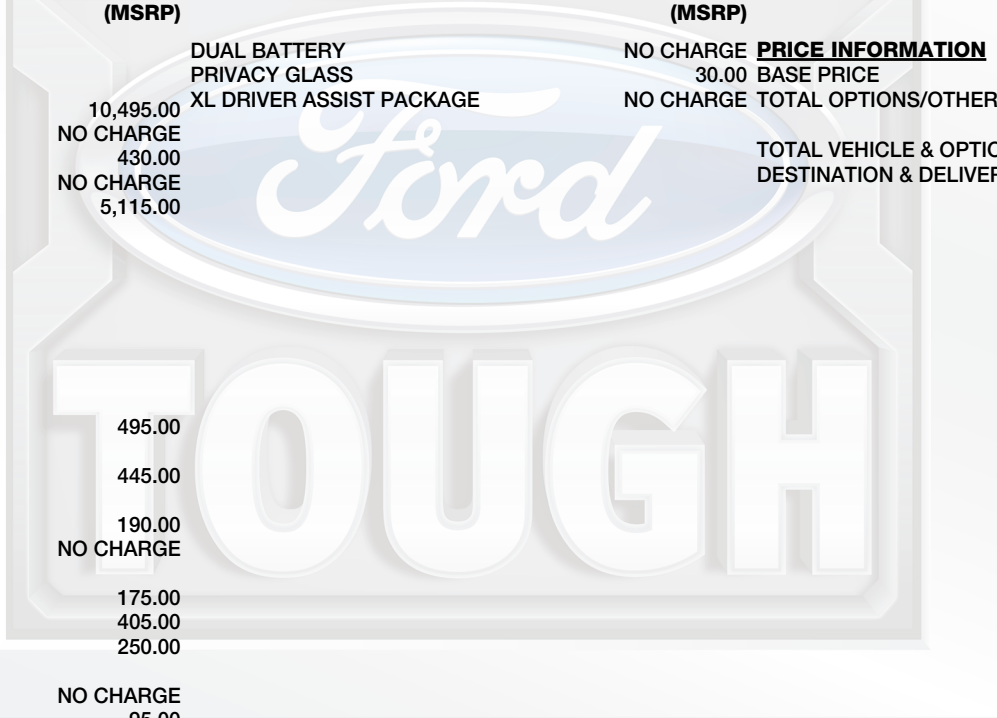 (MSRP)
10,495.00
NO CHARGE
430.00
NO CHARGE
5,115.00
495.00
445.00
190.00
NO CHARGE
175.00
405.00
250.00
NO CHARGE
95.00
(MSRP)
DUAL BATTERY NO CHARGE
PRIVACY GLASS 30.00
XL DRIVER ASSIST PACKAGE NO CHARGE
PRICE INFORMATION
BASE PRICE
TOTAL OPTIONS/OTHER
TOTAL VEHICLE & OPTIO
DESTINATION & DELIVER
Ford
TOUGH